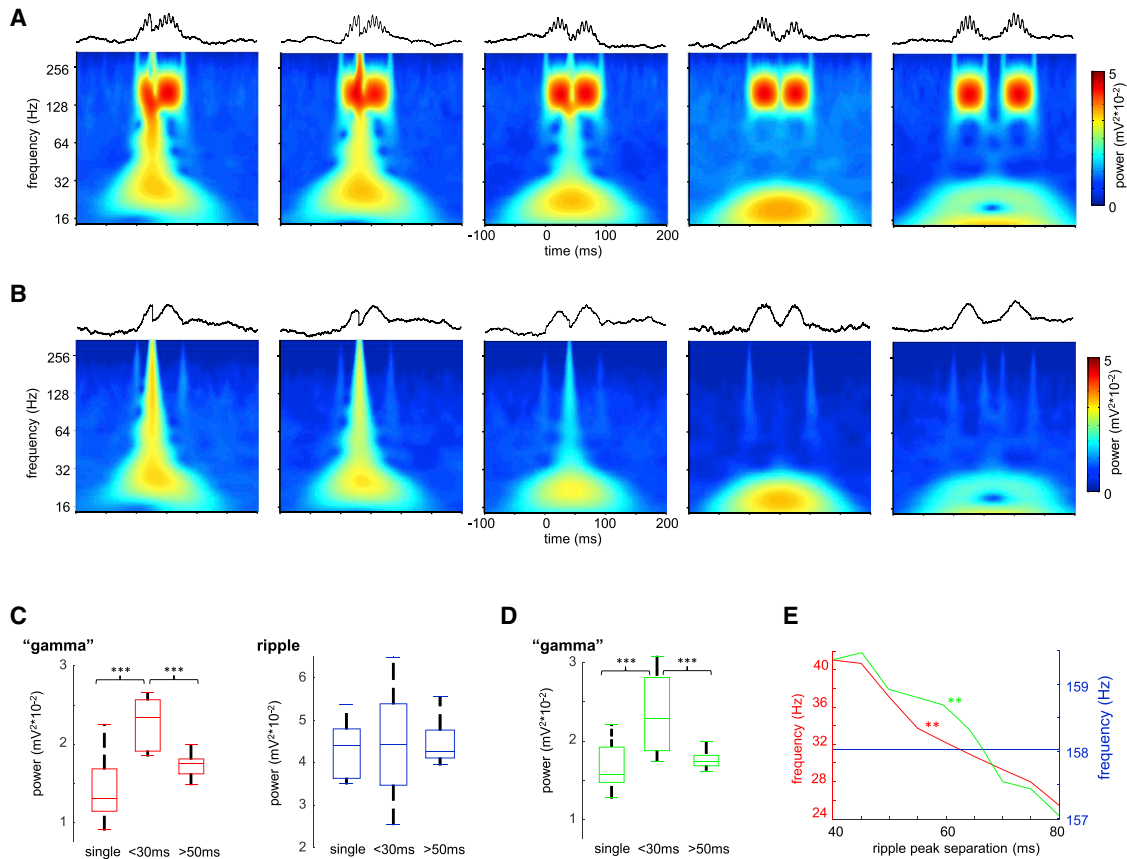 A
256
128
64
32
16
frequency (Hz)
-100 0 100 200
time (ms)
5
0
power (mV²*10⁻²)
B
256
128
64
32
16
frequency (Hz)
-100 0 100 200
time (ms)
5
0
power (mV²*10⁻²)
C
“gamma”
*** ***
3
2
1
power (mV²*10⁻²)
single <30ms >50ms
ripple
6
5
4
3
2
power (mV²*10⁻²)
single <30ms >50ms
D
“gamma”
*** ***
3
2
1
power (mV²*10⁻²)
single <30ms >50ms
E
40
36
32
28
24
frequency (Hz)
**
**
159
158
157
frequency (Hz)
40 60 80
ripple peak separation (ms)